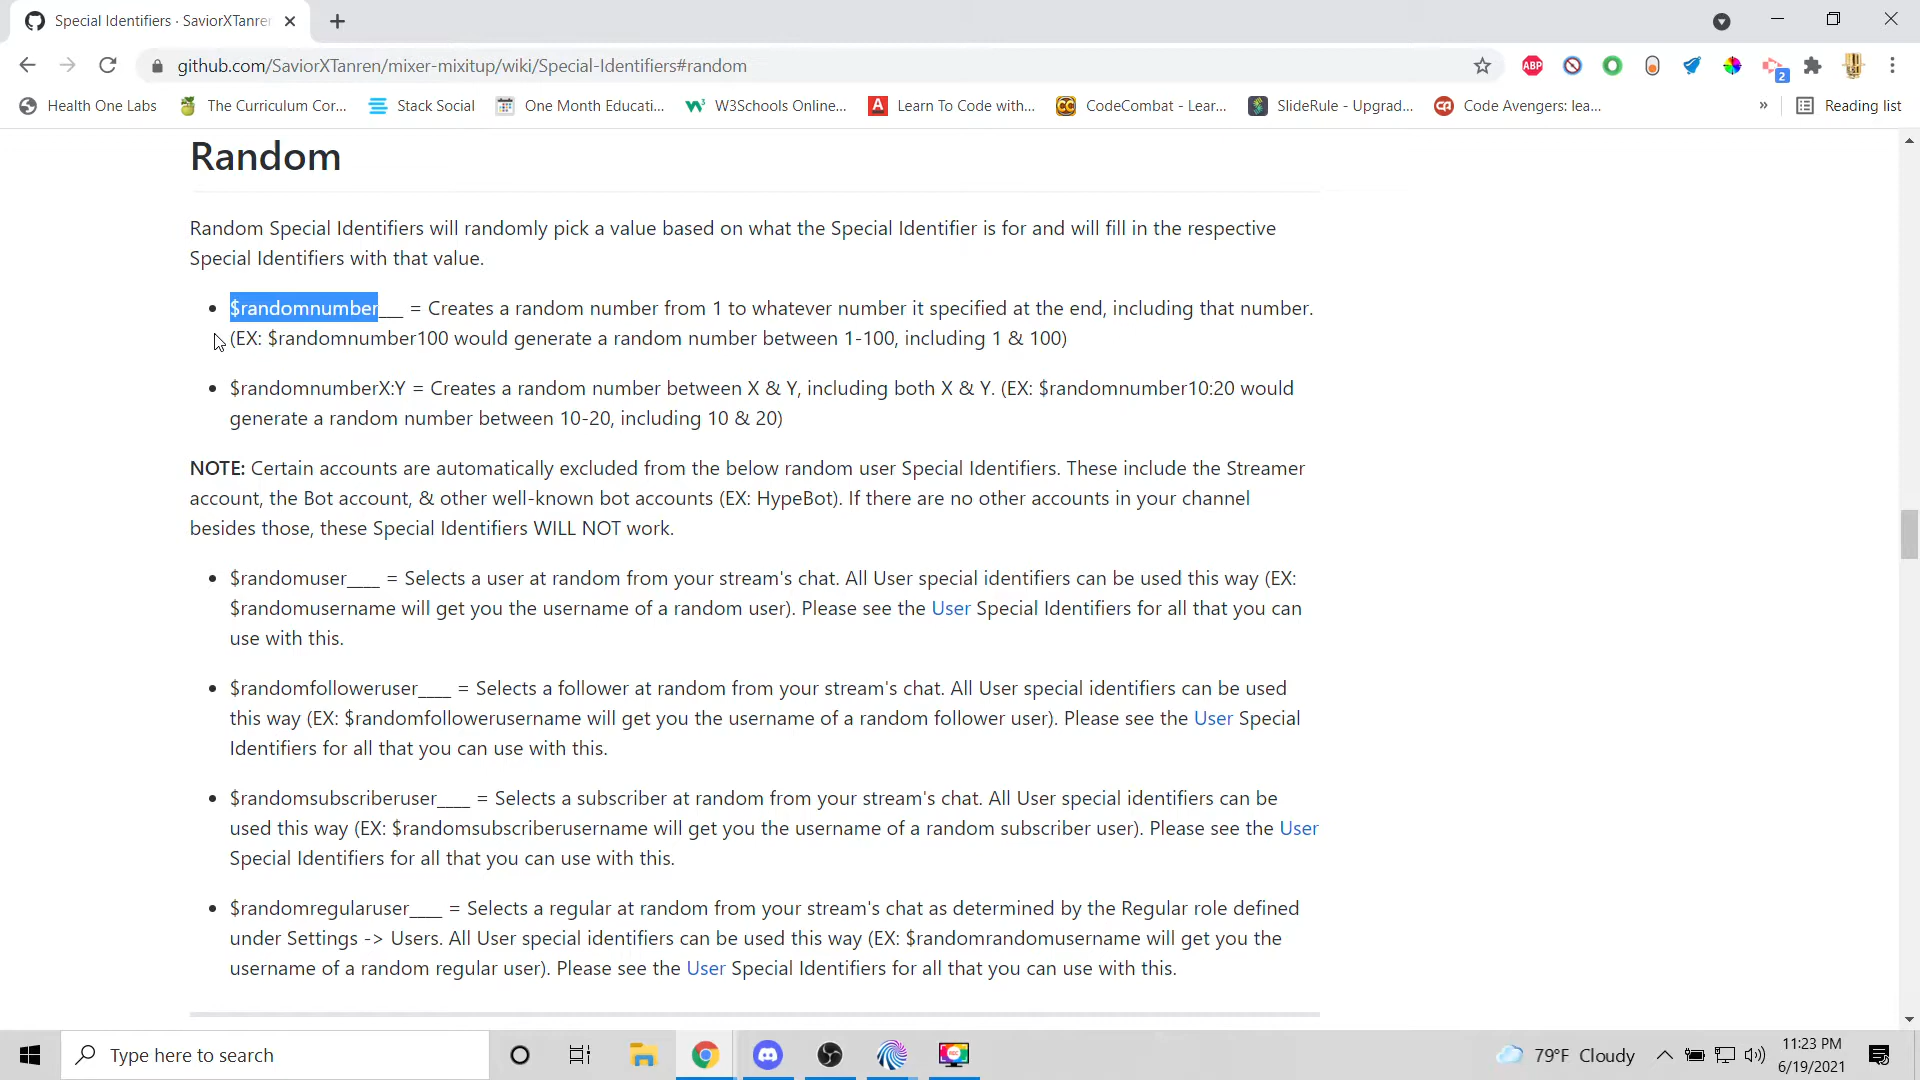 Special Identifiers · SaviorXTanren
github.com/SaviorXTanren/mixer-mixitup/wiki/Special-Identifiers#random
ABP
2
Health One Labs
The Curriculum Cor...
Stack Social
One Month Educati...
W3Schools Online...
Learn To Code with...
CodeCombat - Lear...
SlideRule - Upgrad...
Code Avengers: lea...
»
Reading list
Random
Random Special Identifiers will randomly pick a value based on what the Special Identifier is for and will fill in the respective
Special Identifiers with that value.
• $randomnumber___ = Creates a random number from 1 to whatever number it specified at the end, including that number.
(EX: $randomnumber100 would generate a random number between 1-100, including 1 & 100)
• $randomnumberX:Y = Creates a random number between X & Y, including both X & Y. (EX: $randomnumber10:20 would
generate a random number between 10-20, including 10 & 20)
NOTE: Certain accounts are automatically excluded from the below random user Special Identifiers. These include the Streamer
account, the Bot account, & other well-known bot accounts (EX: HypeBot). If there are no other accounts in your channel
besides those, these Special Identifiers WILL NOT work.
• $randomuser____ = Selects a user at random from your stream's chat. All User special identifiers can be used this way (EX:
$randomusername will get you the username of a random user). Please see the User Special Identifiers for all that you can
use with this.
• $randomfolloweruser____ = Selects a follower at random from your stream's chat. All User special identifiers can be used
this way (EX: $randomfollowerusername will get you the username of a random follower user). Please see the User Special
Identifiers for all that you can use with this.
• $randomsubscriberuser____ = Selects a subscriber at random from your stream's chat. All User special identifiers can be
used this way (EX: $randomsubscriberusername will get you the username of a random subscriber user). Please see the User
Special Identifiers for all that you can use with this.
• $randomregularuser____ = Selects a regular at random from your stream's chat as determined by the Regular role defined
under Settings -> Users. All User special identifiers can be used this way (EX: $randomrandomusername will get you the
username of a random regular user). Please see the User Special Identifiers for all that you can use with this.
Type here to search
79°F Cloudy
11:23 PM
6/19/2021